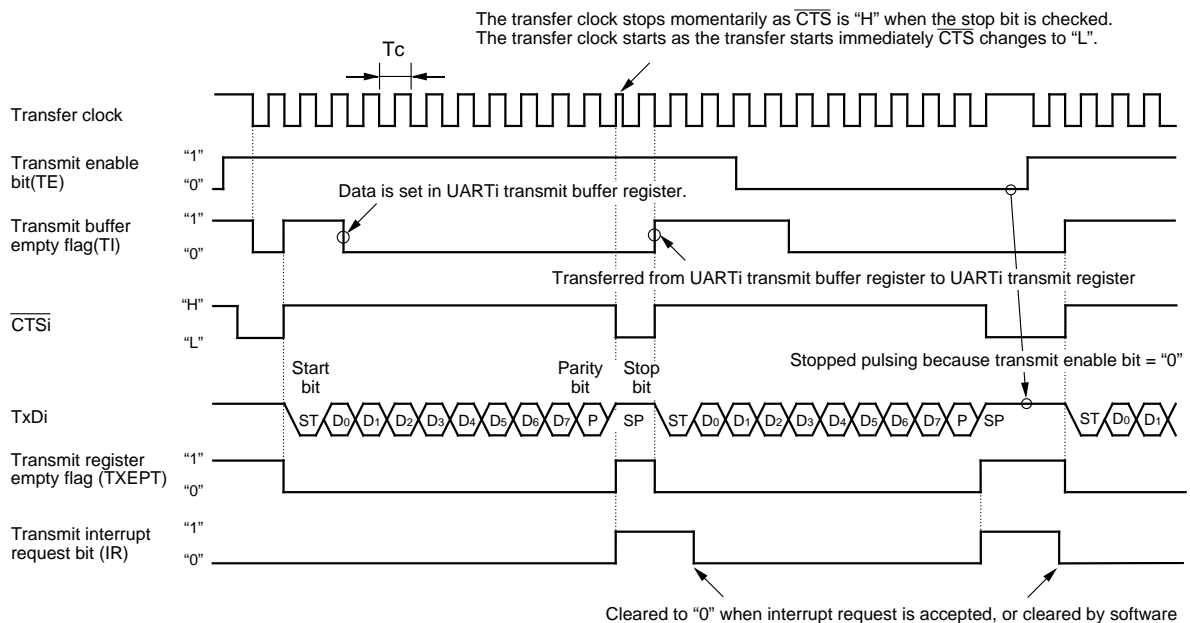 The transfer clock stops momentarily as CTS is “H” when the stop bit is checked.
The transfer clock starts as the transfer starts immediately CTS changes to “L”.
Tc
Transfer clock
Transmit enable
bit(TE)
“1”
“0”
Data is set in UARTi transmit buffer register.
Transmit buffer
empty flag(TI)
“1”
“0”
Transferred from UARTi transmit buffer register to UARTi transmit register
CTSi
“H”
“L”
Stopped pulsing because transmit enable bit = “0”
Start
bit
Parity
bit
Stop
bit
TxDi
ST D0 D1 D2 D3 D4 D5 D6 D7 P SP ST D0 D1 D2 D3 D4 D5 D6 D7 P SP ST D0 D1
Transmit register
empty flag (TXEPT)
“1”
“0”
Transmit interrupt
request bit (IR)
“1”
“0”
Cleared to “0” when interrupt request is accepted, or cleared by software